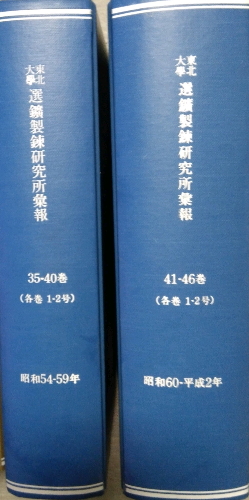 東北
大學
選鑛製錬研究所彙報
35-40巻
(各巻 1-2号)
昭和54-59年
東北
大學
選鑛製錬研究所彙報
41-46巻
(各巻 1-2号)
昭和60-平成2年